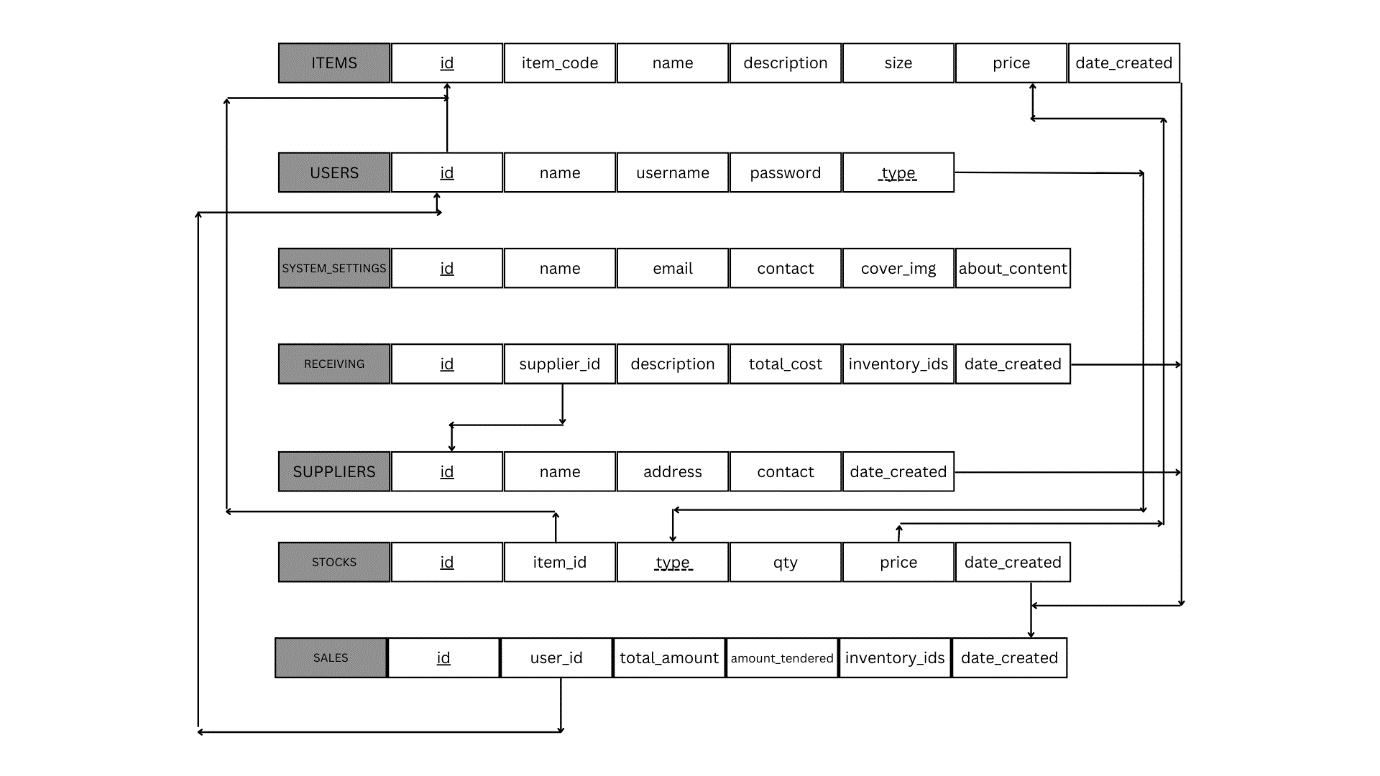 ITEMS id item_code name description size price date_created
USERS id name username password type
SYSTEM_SETTINGS id name email contact cover_img about_content
RECEIVING id supplier_id description total_cost inventory_ids date_created
SUPPLIERS id name address contact date_created
STOCKS id item_id type qty price date_created
SALES id user_id total_amount amount_tendered inventory_ids date_created